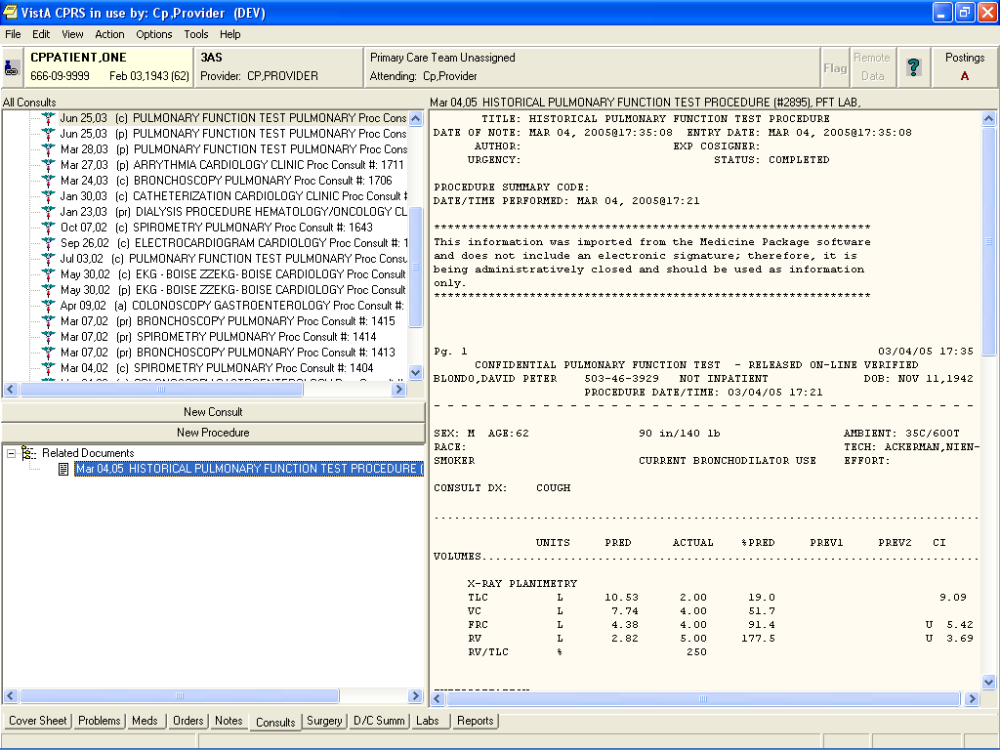 VistA CPRS in use by: Cp,Provider (DEV)
File Edit View Action Options Tools Help
CPPATIENT,ONE
666-09-9999 Feb 03,1943 (62)
3AS
Provider: CP,PROVIDER
Primary Care Team Unassigned
Attending: Cp,Provider
Flag
Remote
Data
?
Postings
A
All Consults
Jun 25,03 (c) PULMONARY FUNCTION TEST PULMONARY Proc Cons
Jun 25,03 (p) PULMONARY FUNCTION TEST PULMONARY Proc Cons
Mar 28,03 (p) PULMONARY FUNCTION TEST PULMONARY Proc Cons
Mar 27,03 (p) ARRYTHMIA CARDIOLOGY CLINIC Proc Consult #: 1711
Mar 24,03 (c) BRONCHOSCOPY PULMONARY Proc Consult #: 1706
Jan 30,03 (c) CATHETERIZATION CARDIOLOGY CLINIC Proc Consult #
Jan 23,03 (pr) DIALYSIS PROCEDURE HEMATOLOGY/ONCOLOGY CL
Oct 07,02 (c) SPIROMETRY PULMONARY Proc Consult #: 1643
Sep 26,02 (c) ELECTROCARDIOGRAM CARDIOLOGY Proc Consult #: 1
Jul 03,02 (c) PULMONARY FUNCTION TEST PULMONARY Proc Consu
May 30,02 (c) EKG - BOISE ZZEKG- BOISE CARDIOLOGY Proc Consult
May 30,02 (p) EKG - BOISE ZZEKG- BOISE CARDIOLOGY Proc Consult
Apr 09,02 (a) COLONOSCOPY GASTROENTEROLOGY Proc Consult #:
Mar 07,02 (pr) BRONCHOSCOPY PULMONARY Proc Consult #: 1415
Mar 07,02 (pr) SPIROMETRY PULMONARY Proc Consult #: 1414
Mar 07,02 (pr) BRONCHOSCOPY PULMONARY Proc Consult #: 1413
Mar 04,02 (c) SPIROMETRY PULMONARY Proc Consult #: 1404
New Consult
New Procedure
Related Documents
Mar 04,05 HISTORICAL PULMONARY FUNCTION TEST PROCEDURE (
Mar 04,05 HISTORICAL PULMONARY FUNCTION TEST PROCEDURE (#2895), PFT LAB,
TITLE: HISTORICAL PULMONARY FUNCTION TEST PROCEDURE
DATE OF NOTE: MAR 04, 2005@17:35:08 ENTRY DATE: MAR 04, 2005@17:35:08
AUTHOR: EXP COSIGNER:
URGENCY: STATUS: COMPLETED
PROCEDURE SUMMARY CODE:
DATE/TIME PERFORMED: MAR 04, 2005@17:21
****************************************************************
This information was imported from the Medicine Package software
and does not include an electronic signature; therefore, it is
being administratively closed and should be used as information
only.
****************************************************************
Pg. 1 03/04/05 17:35
CONFIDENTIAL PULMONARY FUNCTION TEST - RELEASED ON-LINE VERIFIED
BLONDO,DAVID PETER 503-46-3929 NOT INPATIENT DOB: NOV 11,1942
PROCEDURE DATE/TIME: 03/04/05 17:21
SEX: M AGE:62 90 in/140 lb AMBIENT: 35C/600T
RACE: TECH: ACKERMAN,NIEN-
SMOKER CURRENT BRONCHODILATOR USE EFFORT:
CONSULT DX: COUGH
UNITS PRED ACTUAL %PRED PREV1 PREV2 CI
VOLUMES
X-RAY PLANIMETRY
TLC L 10.53 2.00 19.0 9.09
VC L 7.74 4.00 51.7
FRC L 4.38 4.00 91.4 U 5.42
RV L 2.82 5.00 177.5 U 3.69
RV/TLC % 250
Cover Sheet Problems Meds Orders Notes Consults Surgery D/C Summ Labs Reports